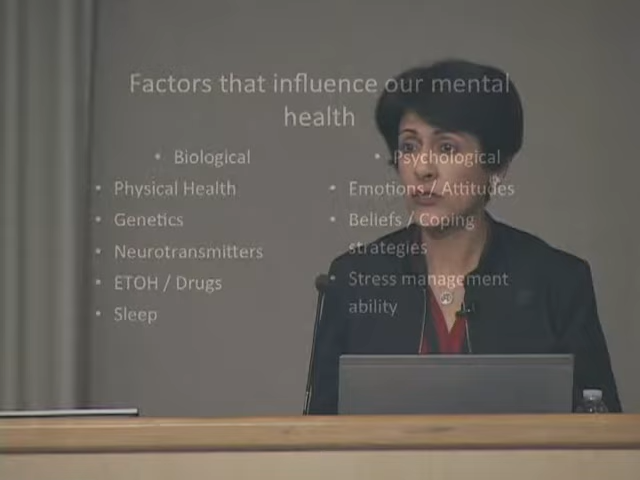 Factors that influence our mental
health
• Biological
• Physical Health
• Genetics
• Neurotransmitters
• ETOH / Drugs
• Sleep
• Psychological
• Emotions / Attitudes
• Beliefs / Coping
strategies
• Stress management
ability